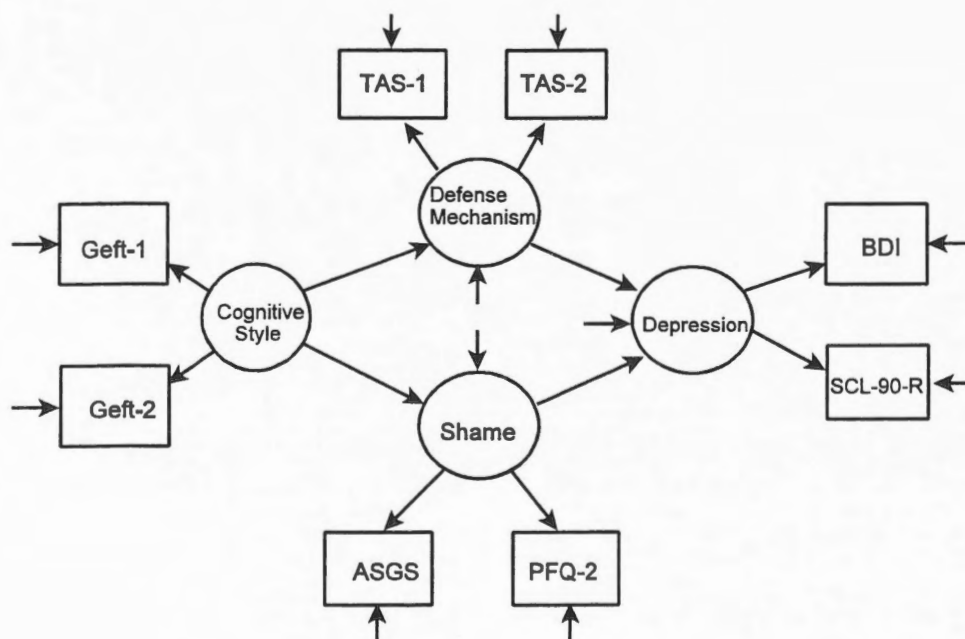 TAS-1
TAS-2
Defense
Mechanism
Geft-1
BDI
Cognitive
Style
Depression
Geft-2
SCL-90-R
Shame
ASGS
PFQ-2